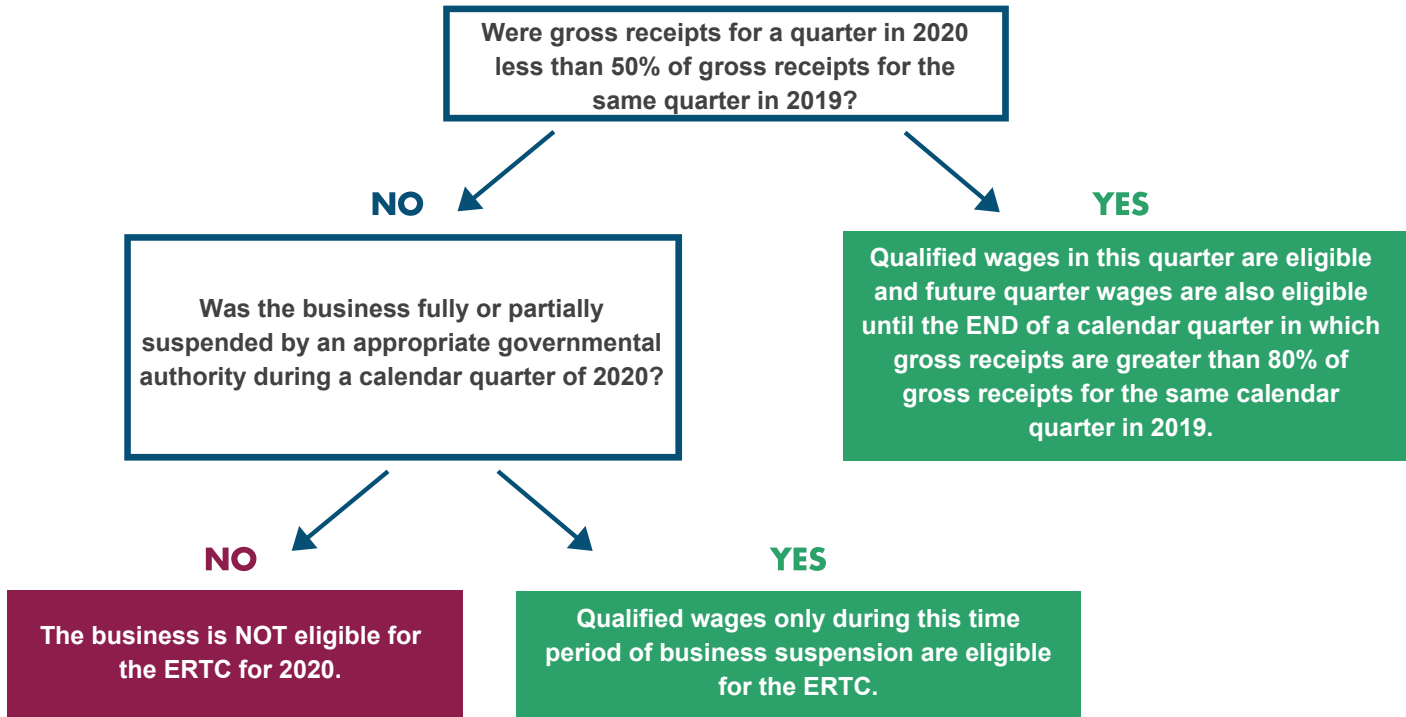 Were gross receipts for a quarter in 2020
less than 50% of gross receipts for the
same quarter in 2019?
NO
YES
Was the business fully or partially
suspended by an appropriate governmental
authority during a calendar quarter of 2020?
Qualified wages in this quarter are eligible
and future quarter wages are also eligible
until the END of a calendar quarter in which
gross receipts are greater than 80% of
gross receipts for the same calendar
quarter in 2019.
NO
YES
The business is NOT eligible for
the ERTC for 2020.
Qualified wages only during this time
period of business suspension are eligible
for the ERTC.